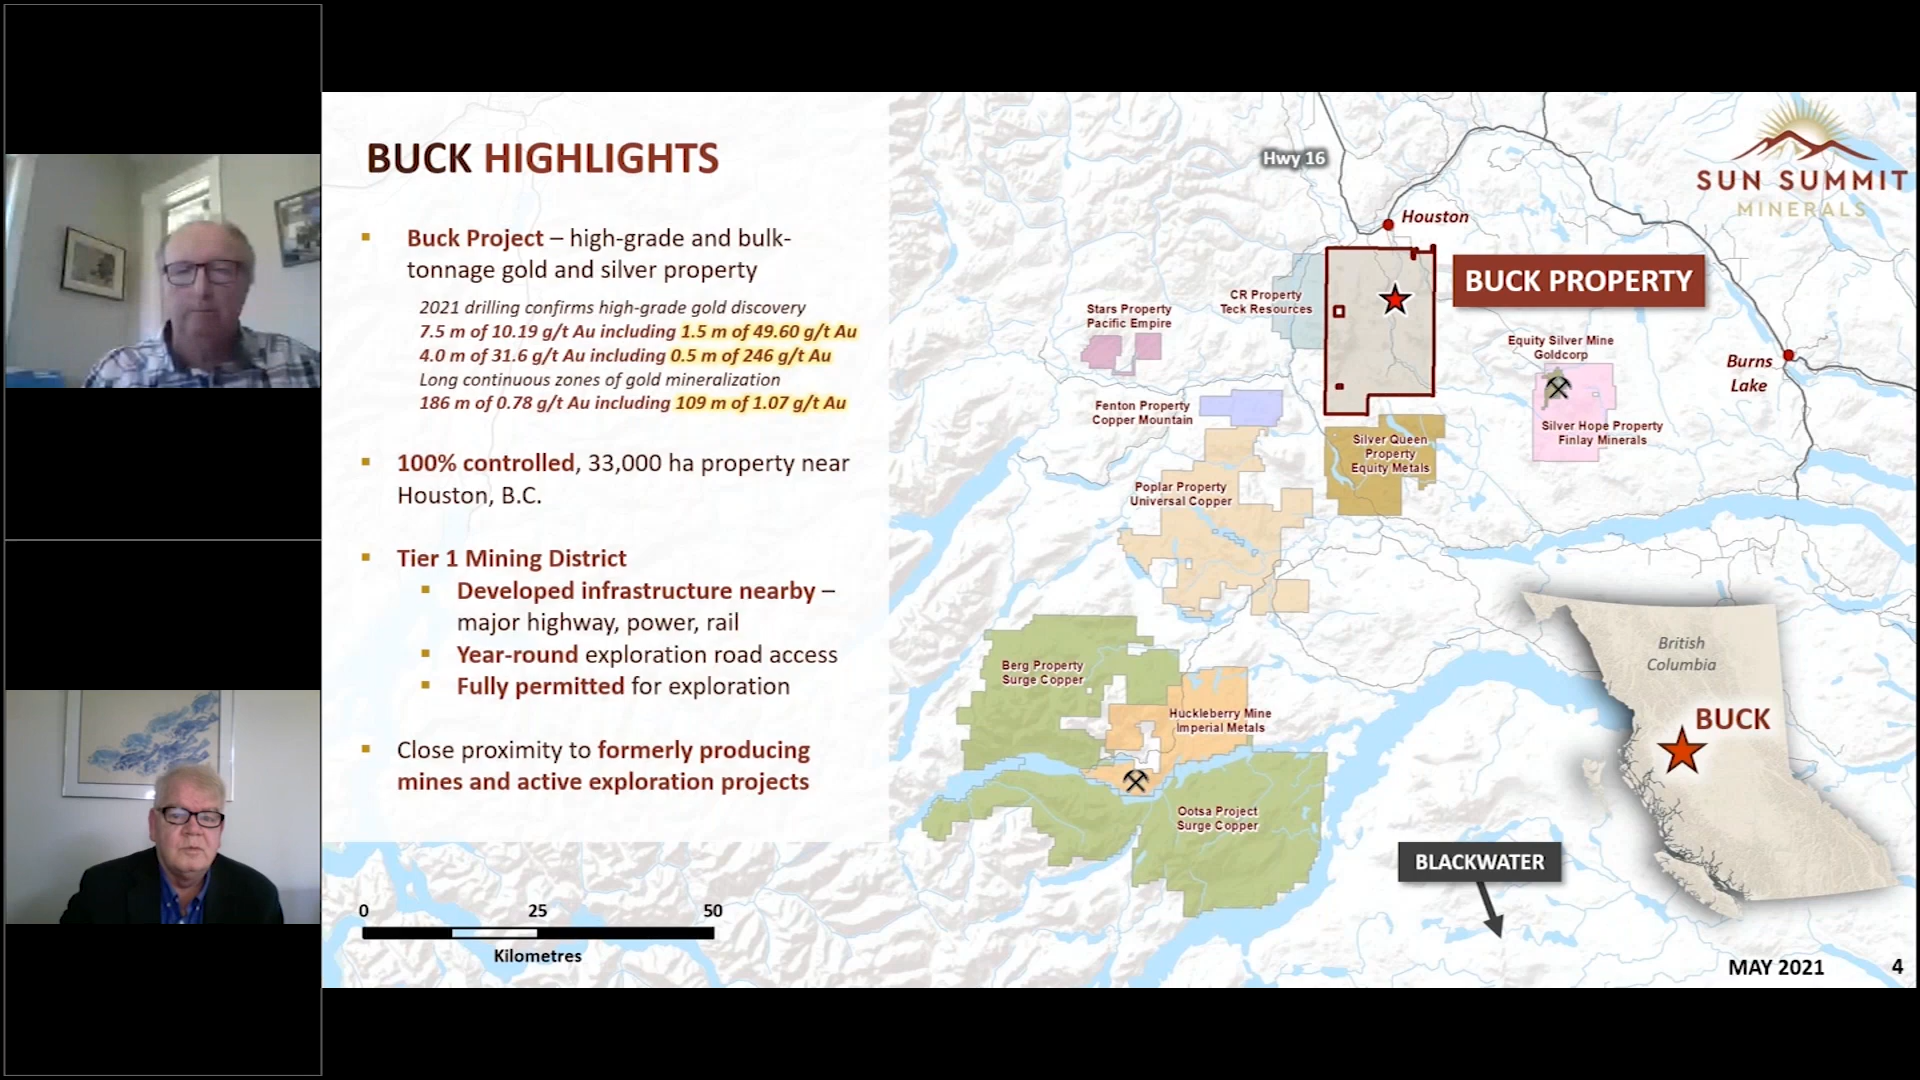 BUCK HIGHLIGHTS
▪ Buck Project – high-grade and bulk-
tonnage gold and silver property
2021 drilling confirms high-grade gold discovery
7.5 m of 10.19 g/t Au including 1.5 m of 49.60 g/t Au
4.0 m of 31.6 g/t Au including 0.5 m of 246 g/t Au
Long continuous zones of gold mineralization
186 m of 0.78 g/t Au including 109 m of 1.07 g/t Au
▪ 100% controlled, 33,000 ha property near
Houston, B.C.
▪ Tier 1 Mining District
▪ Developed infrastructure nearby –
major highway, power, rail
▪ Year-round exploration road access
▪ Fully permitted for exploration
▪ Close proximity to formerly producing
mines and active exploration projects
0 25 50
Kilometres
Hwy 16
SUN SUMMIT
MINERALS
Houston
BUCK PROPERTY
CR Property
Teck Resources
Stars Property
Pacific Empire
Equity Silver Mine
Goldcorp
Burns
Lake
Fenton Property
Copper Mountain
Silver Hope Property
Finlay Minerals
Silver Queen
Property
Equity Metals
Poplar Property
Universal Copper
Berg Property
Surge Copper
Huckleberry Mine
Imperial Metals
Ootsa Project
Surge Copper
British
Columbia
BUCK
BLACKWATER
MAY 2021 4